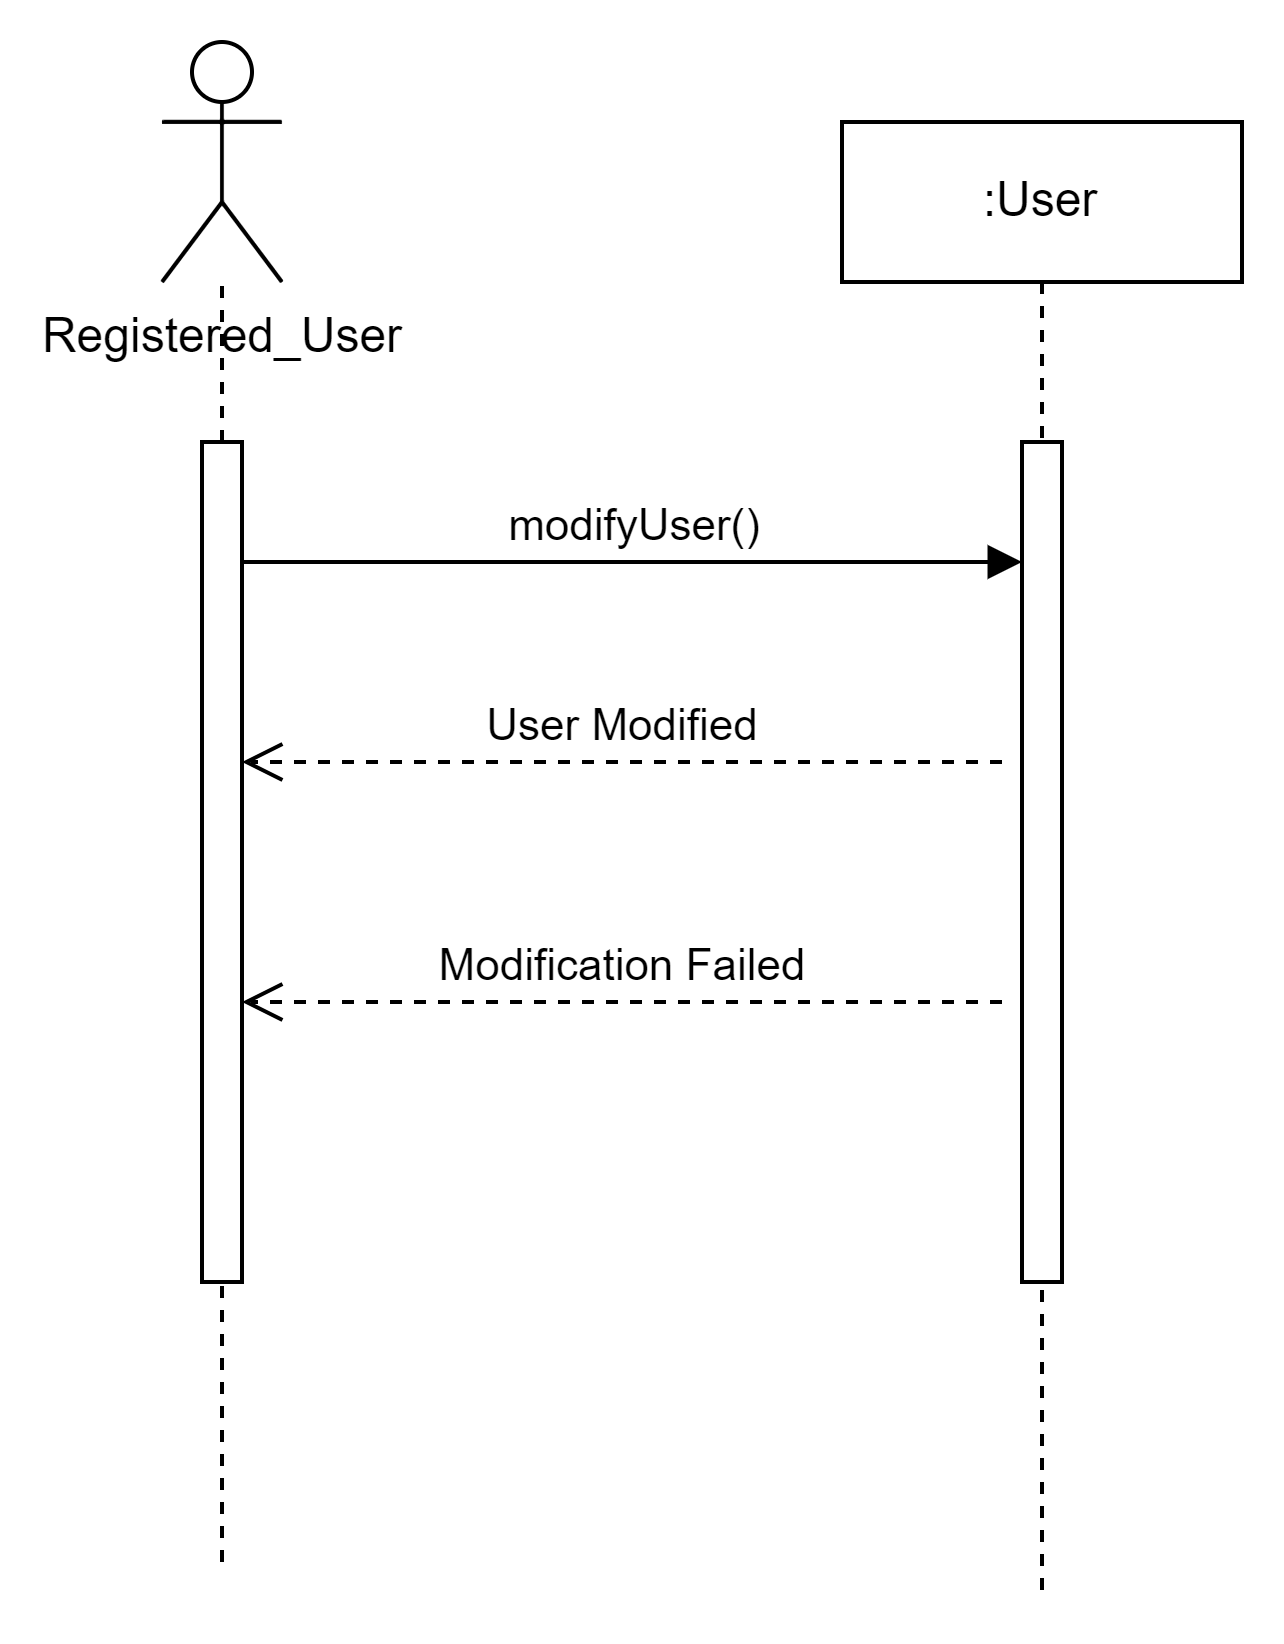 :User
Registered_User
modifyUser()
User Modified
Modification Failed